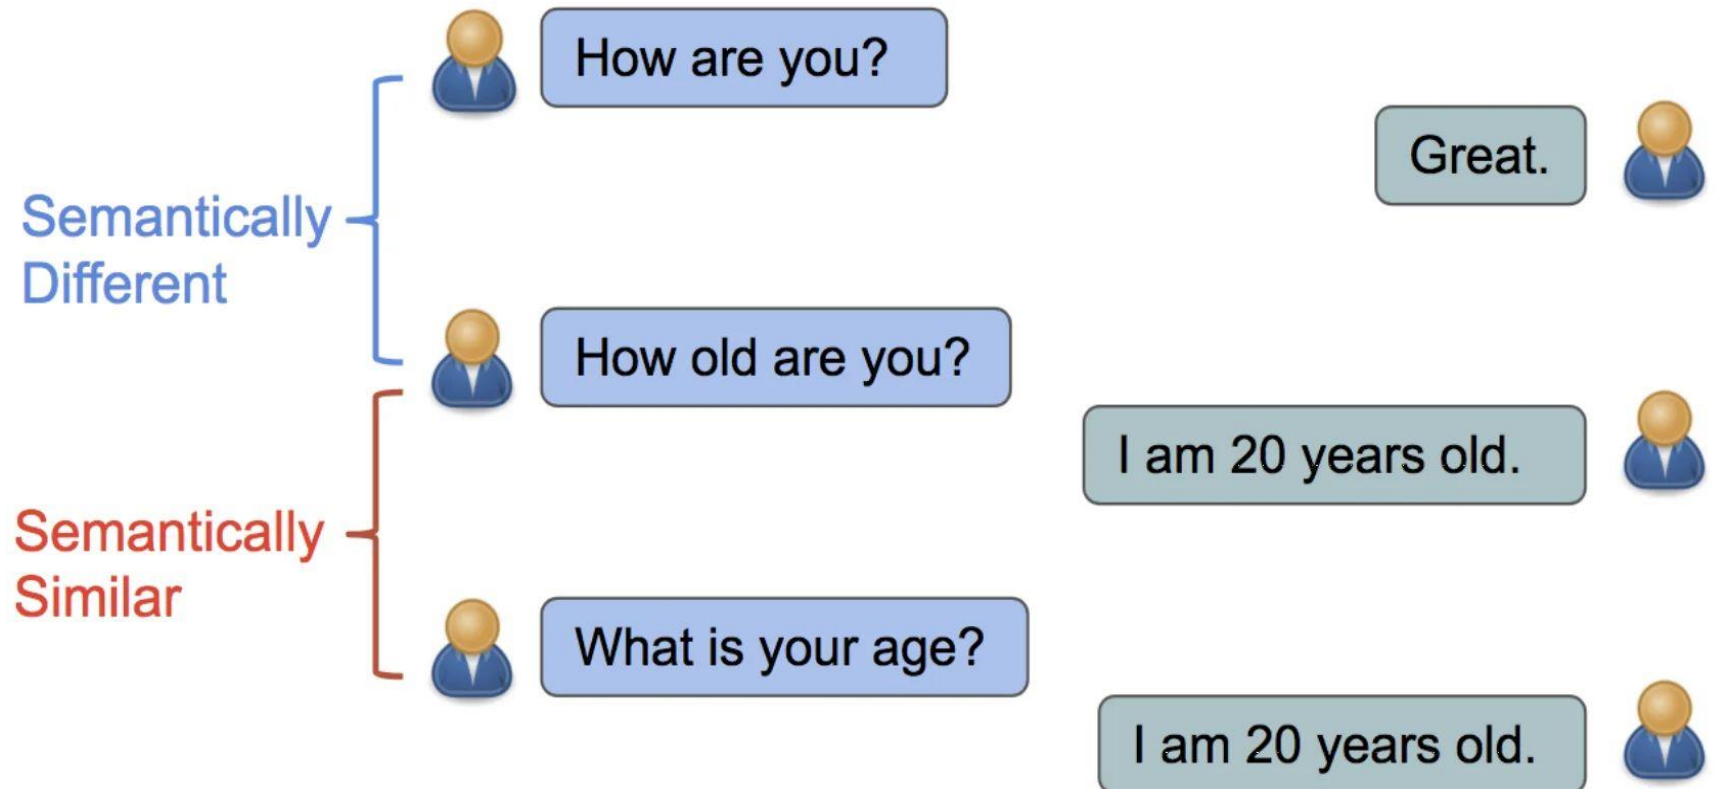 How are you?
Great.
Semantically
Different
How old are you?
I am 20 years old.
Semantically
Similar
What is your age?
I am 20 years old.